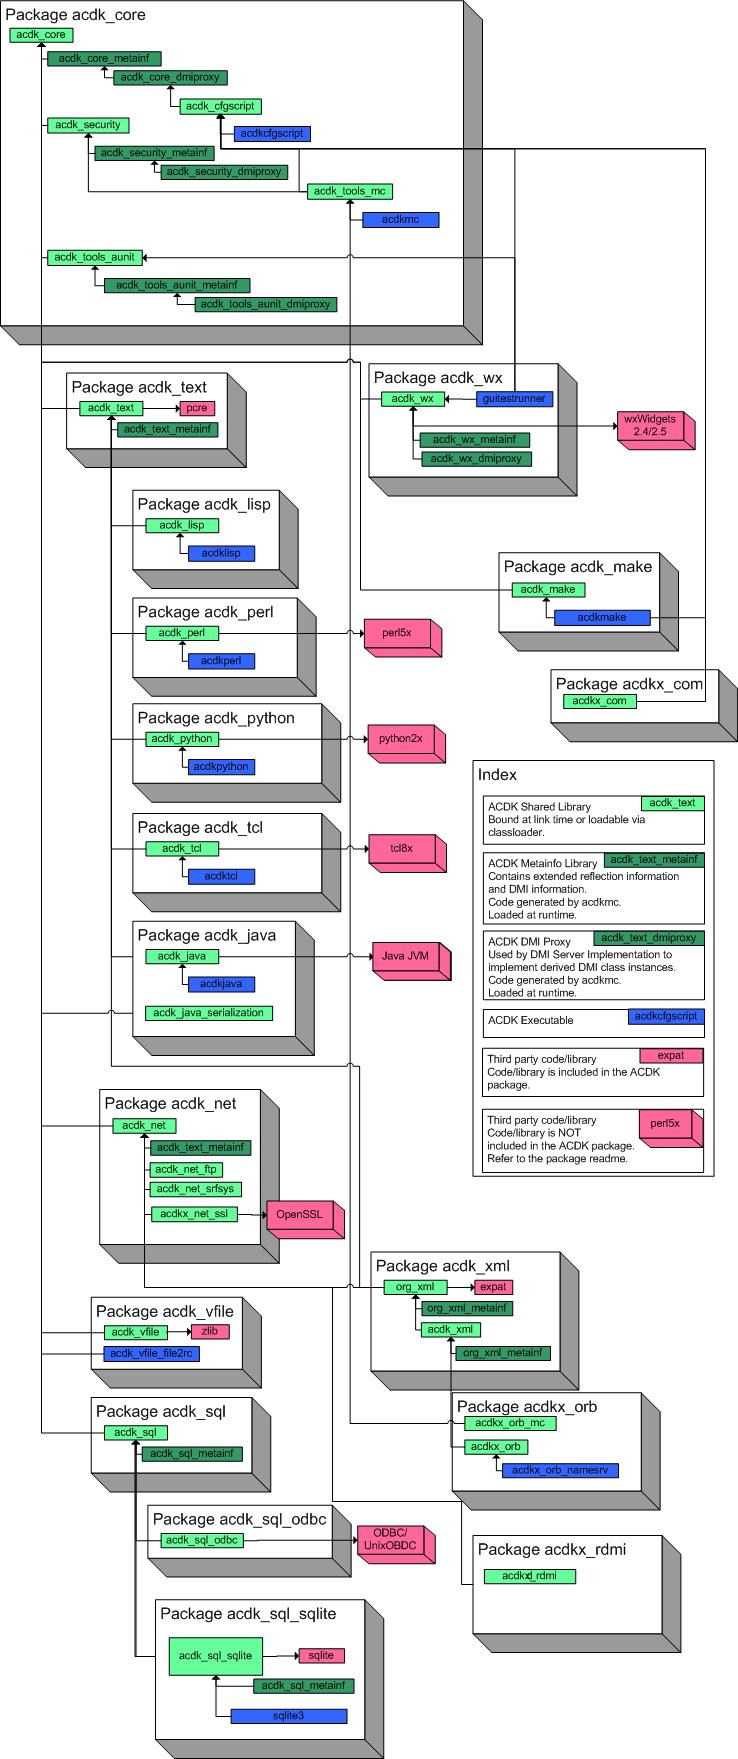 Package acdk_core
acdk_core
acdk_core_metainf
acdk_core_dmiproxy
acdk_cfgscript
acdk_security
acdkcfgscript
acdk_security_metainf
acdk_security_dmiproxy
acdk_tools_mc
acdkmc
acdk_tools_aunit
acdk_tools_aunit_metainf
acdk_tools_aunit_dmiproxy
Package acdk_text
acdk_text
pcre
acdk_text_metainf
Package acdk_wx
acdk_wx
guitestrunner
acdk_wx_metainf
acdk_wx_dmiproxy
wxWidgets
2.4/2.5
Package acdk_lisp
acdk_lisp
acdklisp
Package acdk_make
acdk_make
acdkmake
Package acdk_perl
acdk_perl
acdkperl
perl5x
Package acdkx_com
acdkx_com
Package acdk_python
acdk_python
acdkpython
python2x
Package acdk_tcl
acdk_tcl
acdktcl
tcl8x
Package acdk_java
acdk_java
acdkjava
acdk_java_serialization
Java JVM
Index
ACDK Shared Library
acdk_text
Bound at link time or loadable via
classloader.
ACDK Metainfo Library
acdk_text_metainf
Contains extended reflection information
and DMI information.
Code generated by acdkmc.
Loaded at runtime.
ACDK DMI Proxy
acdk_text_dmiproxy
Used by DMI Server Implementation to
implement derived DMI class instances.
Code generated by acdkmc.
Loaded at runtime.
ACDK Executable
acdkcfgscript
Third party code/library
expat
Code/library is included in the ACDK
package.
Third party code/library
perl5x
Code/library is NOT
included in the ACDK package.
Refer to the package readme.
Package acdk_net
acdk_net
acdk_text_metainf
acdk_net_ftp
acdk_net_srfsys
acdkx_net_ssl
OpenSSL
Package acdk_xml
org_xml
expat
org_xml_metainf
acdk_xml
org_xml_metainf
Package acdk_vfile
acdk_vfile
zlib
acdk_vfile_file2rc
Package acdk_sql
acdk_sql
acdk_sql_metainf
Package acdkx_orb
acdkx_orb_mc
acdkx_orb
acdkx_orb_namesrv
Package acdk_sql_odbc
acdk_sql_odbc
ODBC/
UnixOBDC
Package acdkx_rdmi
acdkxd_rdmi
Package acdk_sql_sqlite
acdk_sql_sqlite
sqlite
acdk_sql_metainf
sqlite3